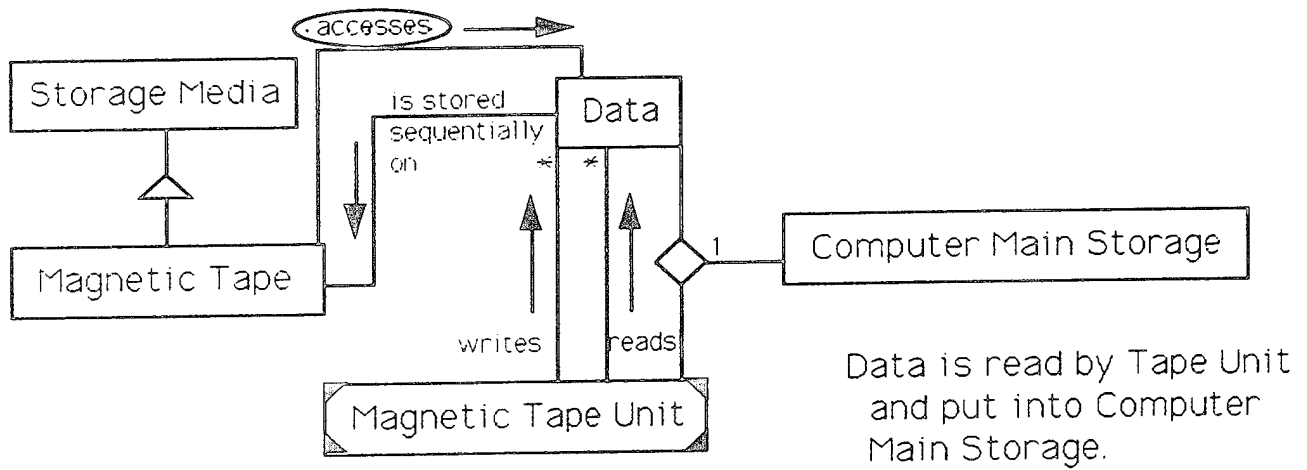 accesses
Storage Media
is stored
sequentially
on
Data
* *
Magnetic Tape
1
Computer Main Storage
writes
reads
Magnetic Tape Unit
Data is read by Tape Unit
and put into Computer
Main Storage.